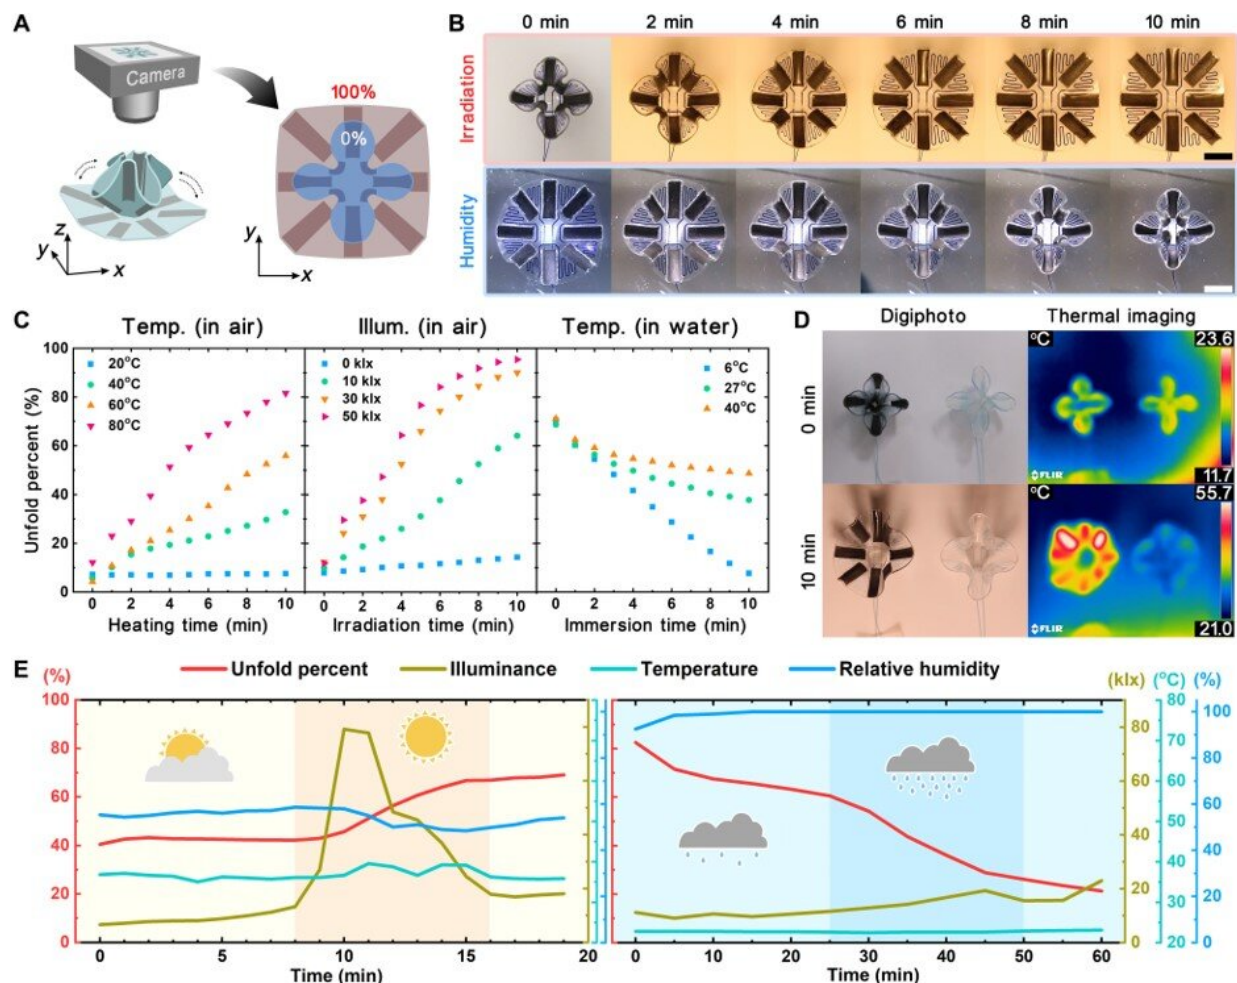 A
Camera
100%
0%
z
y
x
y
x
B
0 min 2 min 4 min 6 min 8 min 10 min
Irradiation
Humidity
C
Temp. (in air) Illum. (in air) Temp. (in water)
Unfold percent (%)
100
80
60
40
20
0
20°C
40°C
60°C
80°C
0 klx
10 klx
30 klx
50 klx
6°C
27°C
40°C
0 2 4 6 8 10 0 2 4 6 8 10 0 2 4 6 8 10
Heating time (min) Irradiation time (min) Immersion time (min)
D
Digiphoto Thermal imaging
0 min
°C 23.6
FLIR 11.7
10 min
°C 55.7
FLIR 21.0
E
Unfold percent Illuminance Temperature Relative humidity
(%) (klx) (°C) (%)
100
80
60
40
20
0
0 5 10 15 20
Time (min)
0 10 20 30 40 50 60
Time (min)
80
60
40
20
0
80
70
60
50
40
30
20
100
80
60
40
20
0